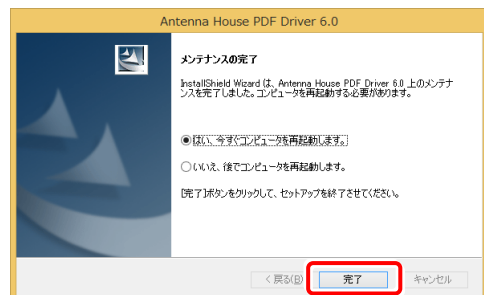 Antenna House PDF Driver 6.0
メンテナンスの完了
InstallShield Wizard は、Antenna House PDF Driver 6.0 上のメンテナ
ンスを完了しました。コンピュータを再起動する必要があります。
はい、今すぐコンピュータを再起動します。
いいえ、後でコンピュータを再起動します。
[完了]ボタンをクリックして、セットアップを終了させてください。
< 戻る(B)
完了
キャンセル